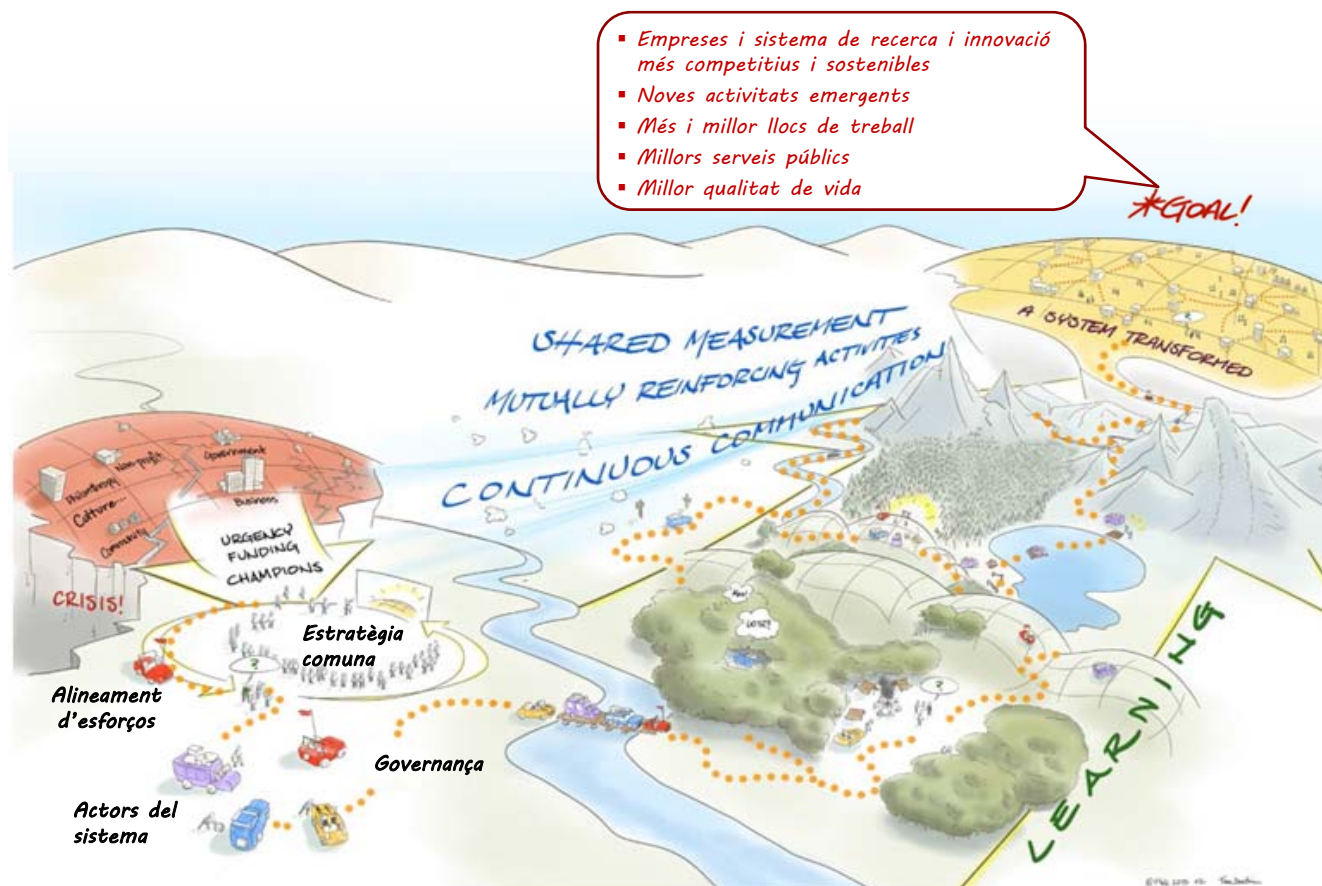 ▪ Empreses i sistema de recerca i innovació
més competitius i sostenibles
▪ Noves activitats emergents
▪ Més i millor llocs de treball
▪ Millors serveis públics
▪ Millor qualitat de vida
*GOAL!
A SYSTEM TRANSFORMED
SHARED MEASUREMENT
MUTUALLY REINFORCING ACTIVITIES
CONTINUOUS COMMUNICATION
Non-profit
Government
Philanthropy
Culture...
Business
Community
URGENCY
FUNDING
CHAMPIONS
CRISIS!
Estratègia
comuna
?
Alineament
d'esforços
Governança
Actors del
sistema
LOST?
?
?
LEARNING